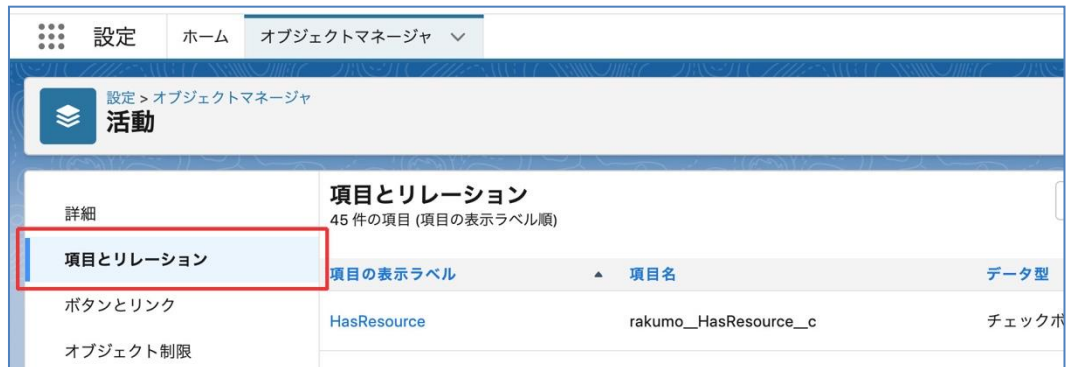 設定 ホーム オブジェクトマネージャ
設定 > オブジェクトマネージャ
活動
詳細
項目とリレーション
ボタンとリンク
オブジェクト制限
項目とリレーション
45 件の項目 (項目の表示ラベル順)
項目の表示ラベル 項目名 データ型
HasResource rakumo__HasResource__c チェックボ